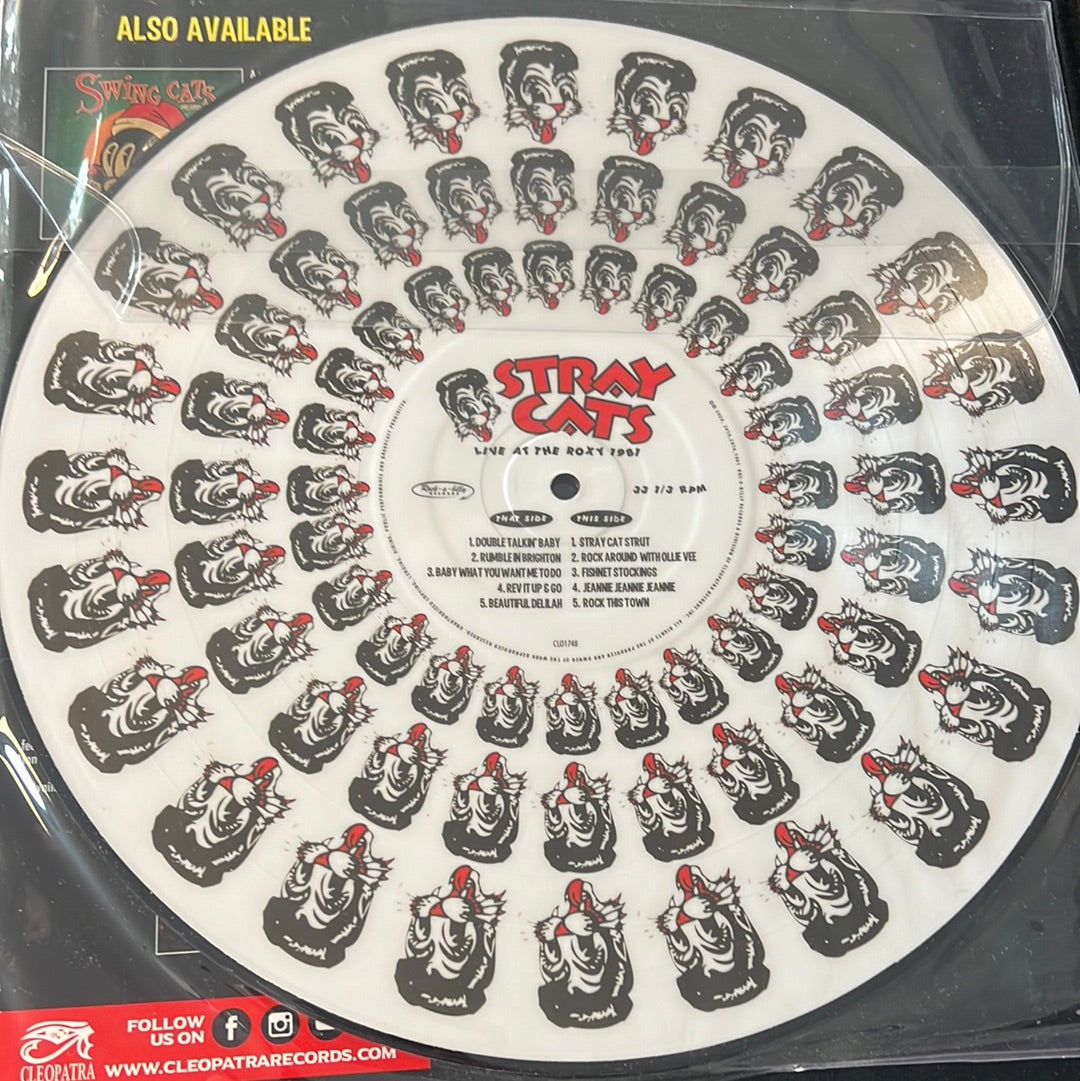 ALSO AVAILABLE
SWING CATS
STRAY
CATS
LIVE AT THE ROXY 1981
Rock-a-billy
RECORDS
33 1/3 RPM
THAT SIDE
THIS SIDE
1. DOUBLE TALKIN' BABY
2. RUMBLE IN BRIGHTON
3. BABY WHAT YOU WANT ME TO DO
4. REV IT UP & GO
5. BEAUTIFUL DELILAH
1. STRAY CAT STRUT
2. ROCK AROUND WITH OLLIE VEE
3. FISHNET STOCKINGS
4. JEANNIE JEANNIE JEANNIE
5. ROCK THIS TOWN
CLO1748
FOLLOW
US ON
WWW.CLEOPATRARECORDS.COM
CLEOPATRA